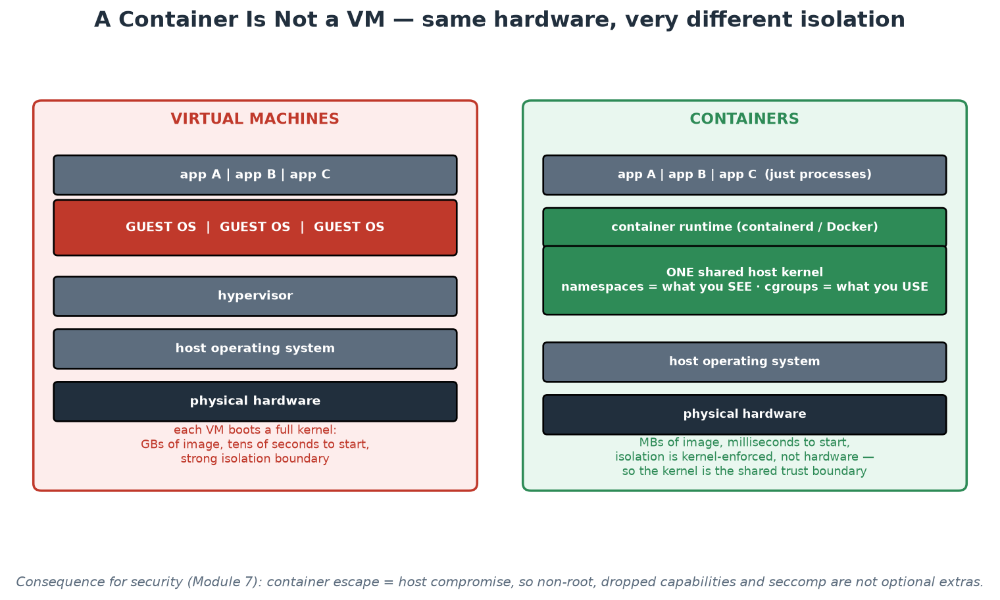 A Container Is Not a VM — same hardware, very different isolation
VIRTUAL MACHINES
app A | app B | app C
GUEST OS | GUEST OS | GUEST OS
hypervisor
host operating system
physical hardware
each VM boots a full kernel:
GBs of image, tens of seconds to start,
strong isolation boundary
CONTAINERS
app A | app B | app C (just processes)
container runtime (containerd / Docker)
ONE shared host kernel
namespaces = what you SEE · cgroups = what you USE
host operating system
physical hardware
MBs of image, milliseconds to start,
isolation is kernel-enforced, not hardware —
so the kernel is the shared trust boundary
Consequence for security (Module 7): container escape = host compromise, so non-root, dropped capabilities and seccomp are not optional extras.